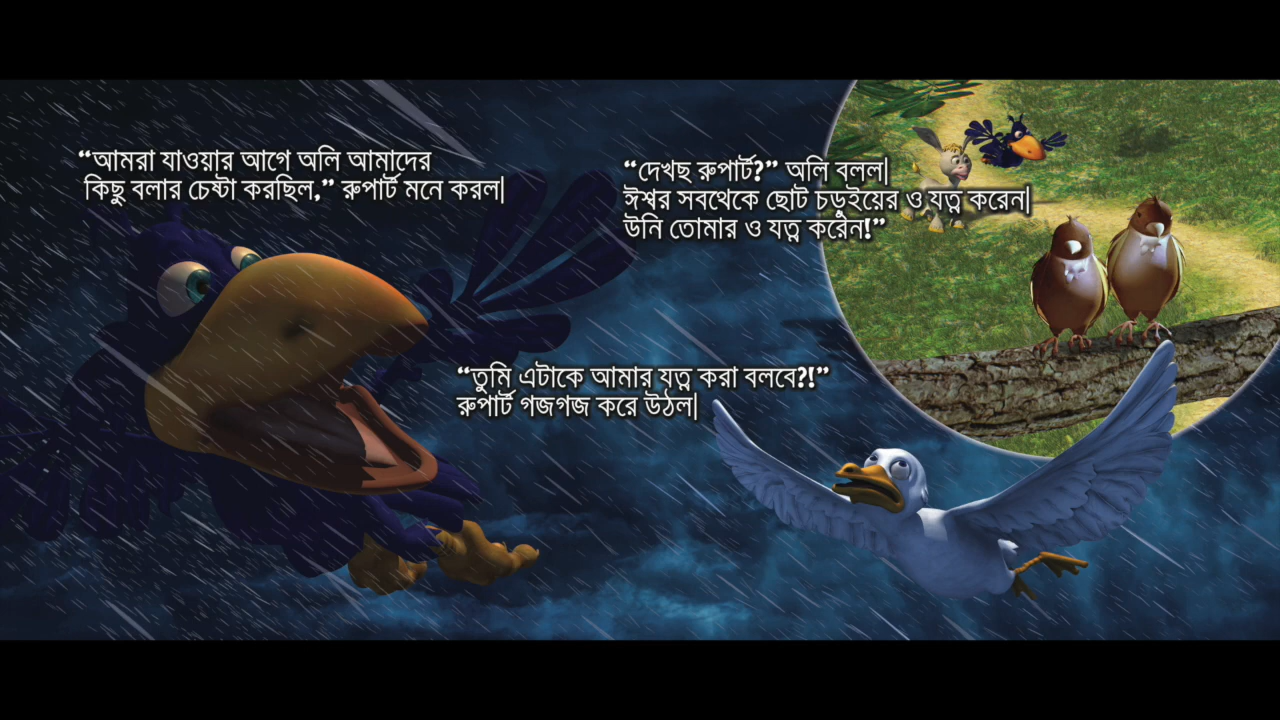 “আমরা যাওয়ার আগে অলি আমাদের
কিছু বলার চেষ্টা করছিল,” রুপার্ট মনে করল|
“দেখছ রুপার্ট?” অলি বলল|
ঈশ্বর সবথেকে ছোট চড়ুইয়ের ও যত্ন করেন|
উনি তোমার ও যত্ন করেন!”
“তুমি এটাকে আমার যত্ন করা বলবে?!”
রুপার্ট গজগজ করে উঠল|